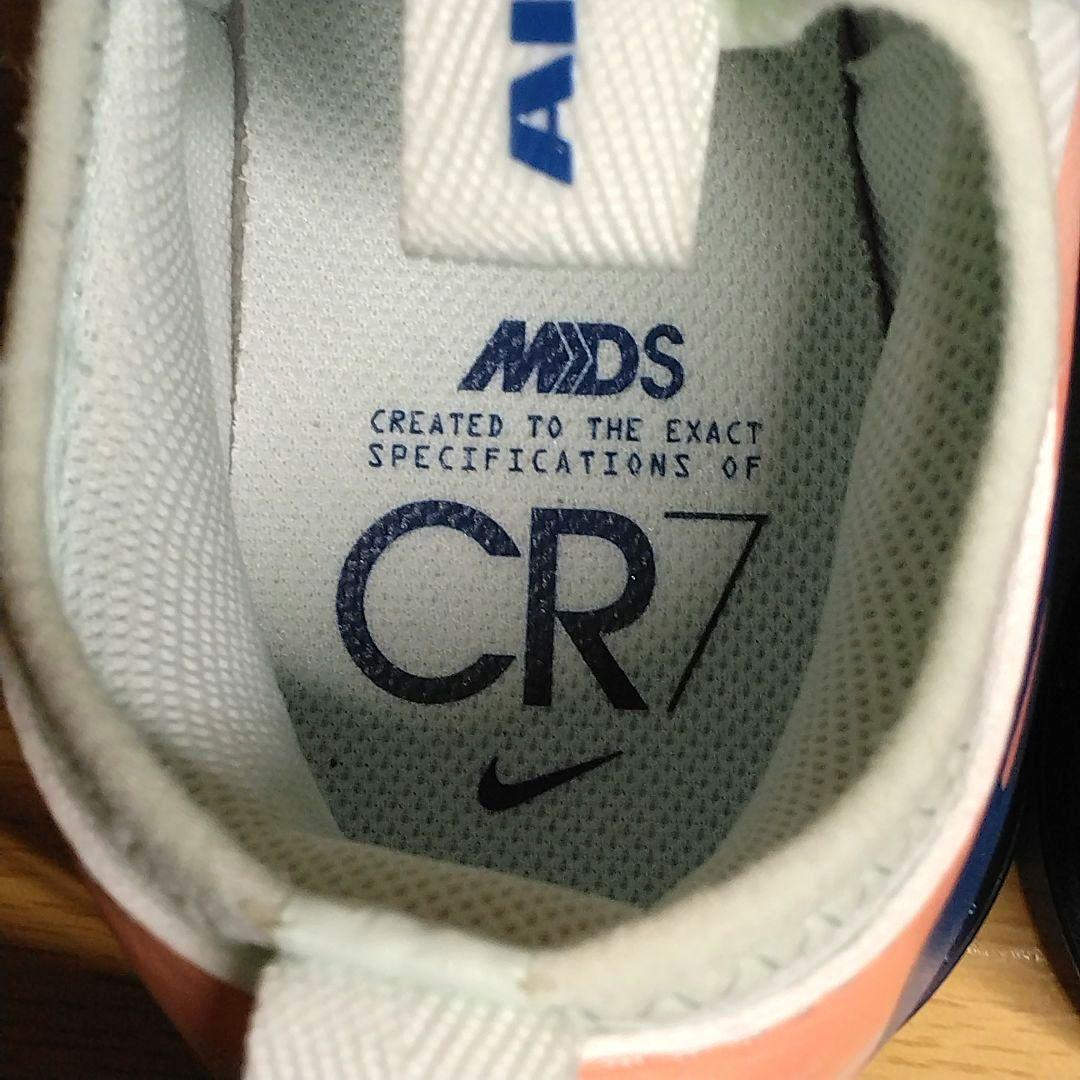 MDS
CREATED TO THE EXACT
SPECIFICATIONS OF
CR7